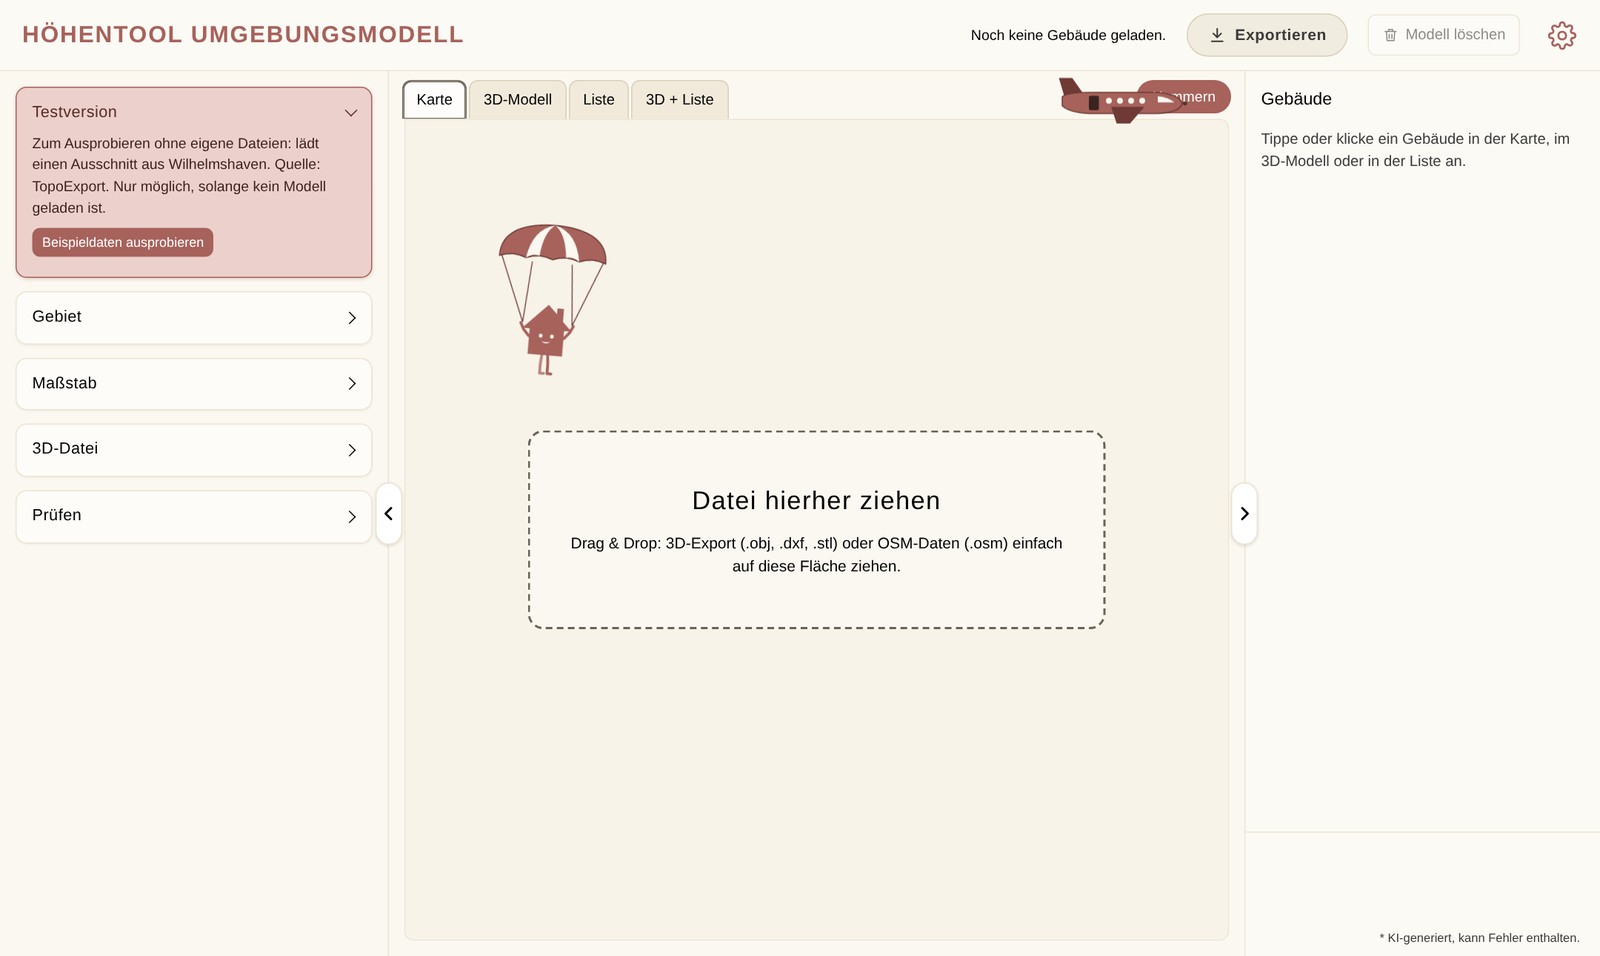 HÖHENTOOL UMGEBUNGSMODELL
Noch keine Gebäude geladen.
Exportieren
Modell löschen
Testversion
Zum Ausprobieren ohne eigene Dateien: lädt
einen Ausschnitt aus Wilhelmshaven. Quelle:
TopoExport. Nur möglich, solange kein Modell
geladen ist.
Beispieldaten ausprobieren
Gebiet
Maßstab
3D-Datei
Prüfen
Karte
3D-Modell
Liste
3D + Liste
Datei hierher ziehen
Drag & Drop: 3D-Export (.obj, .dxf, .stl) oder OSM-Daten (.osm) einfach
auf diese Fläche ziehen.
Gebäude
Tippe oder klicke ein Gebäude in der Karte, im
3D-Modell oder in der Liste an.
* KI-generiert, kann Fehler enthalten.